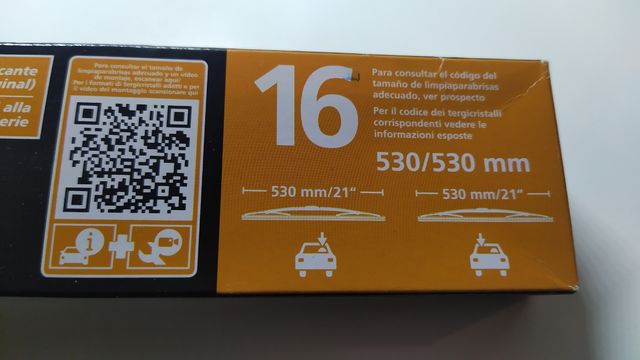 cante
ginal)
i alla
erie
Para consultar el tamaño de
limpiaparabrisas adecuado y un vídeo
de montaje, escanear aquí/
Per i formati di tergicristalli adatti e per
il video del montaggio scansionare qui
16
Para consultar el código del
tamaño de limpiaparabrisas
adecuado, ver prospecto
Per il codice dei tergicristalli
corrispondenti vedere le
informazioni esposte
530/530 mm
530 mm/21“
530 mm/21“